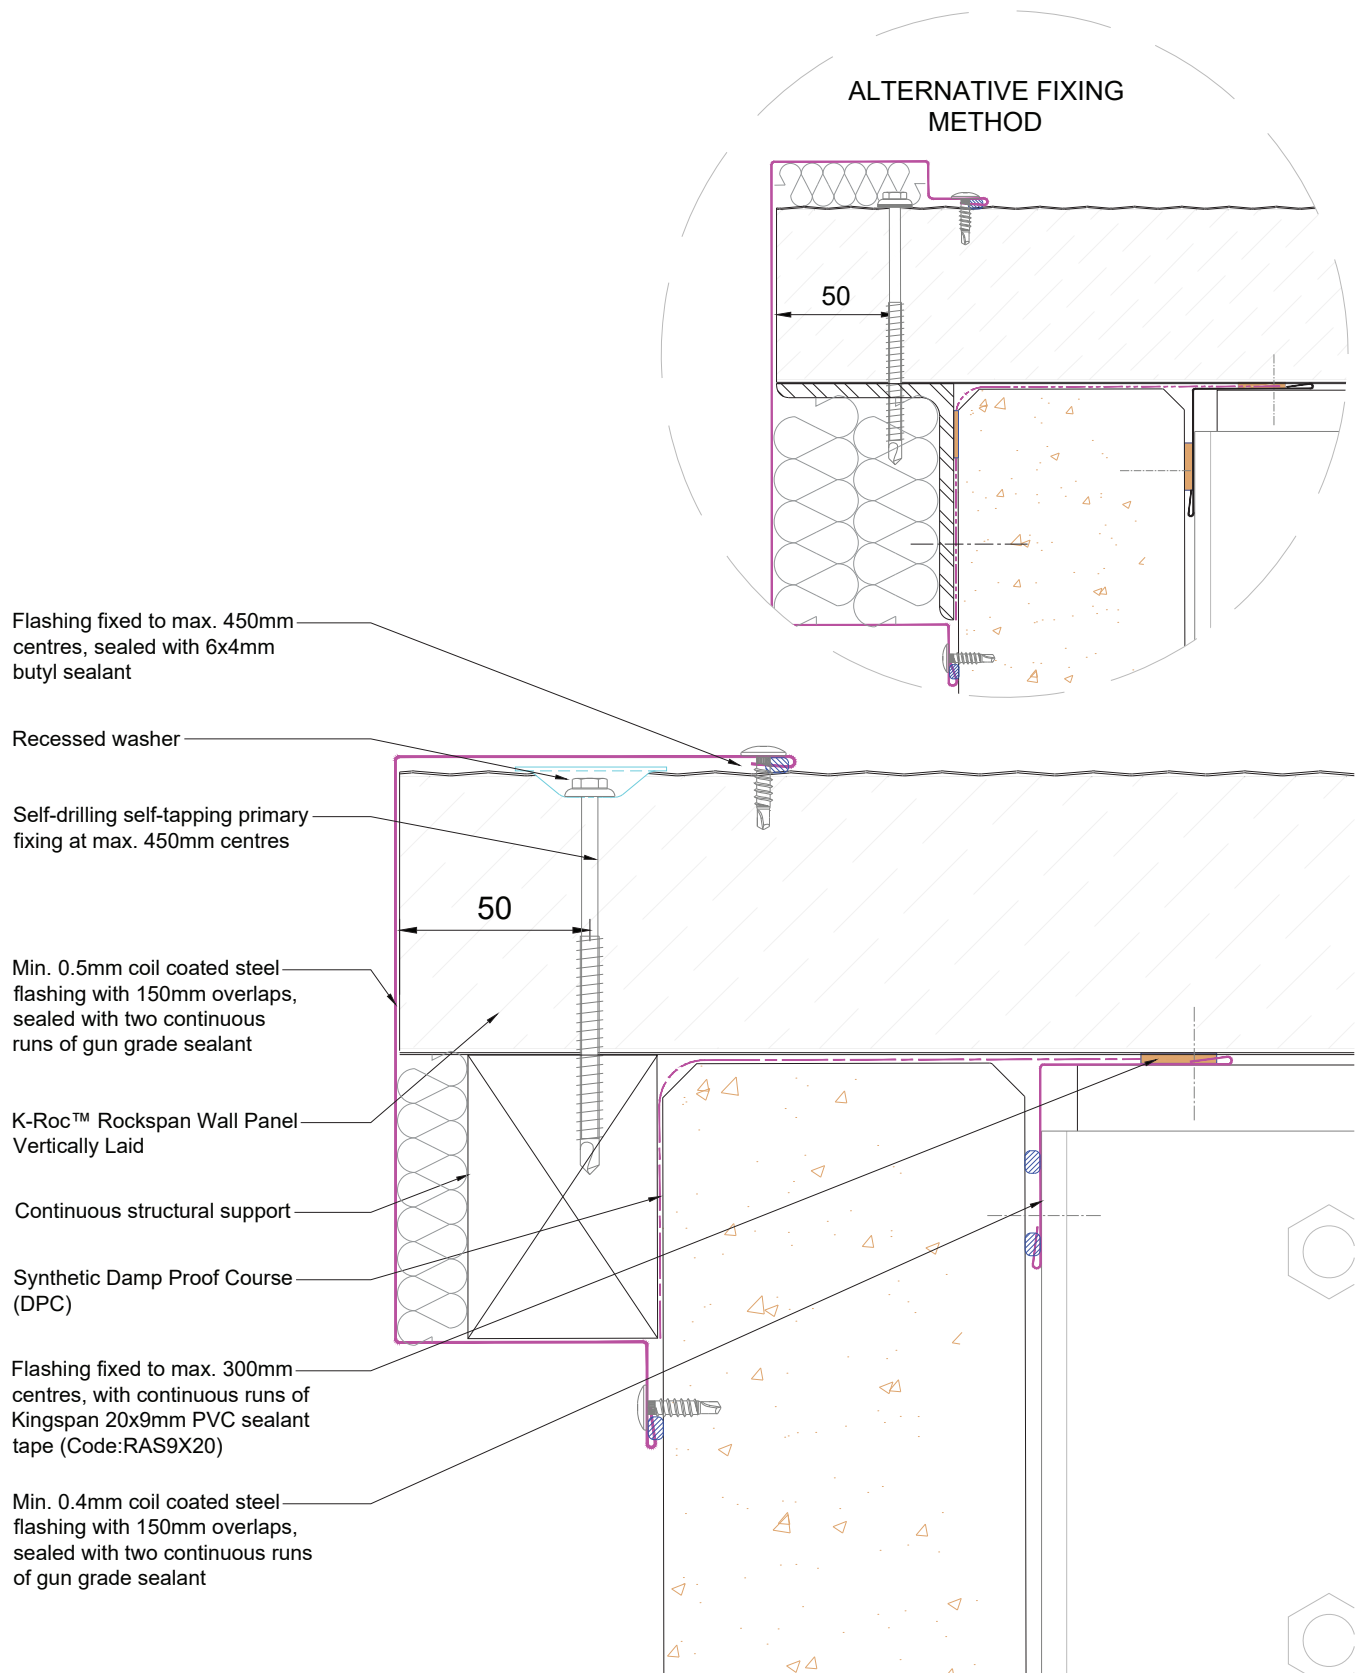 ALTERNATIVE FIXING
METHOD
50
Flashing fixed to max. 450mm
centres, sealed with 6x4mm
butyl sealant
Recessed washer
Self-drilling self-tapping primary
fixing at max. 450mm centres
50
Min. 0.5mm coil coated steel
flashing with 150mm overlaps,
sealed with two continuous
runs of gun grade sealant
K-Roc™ Rockspan Wall Panel
Vertically Laid
Continuous structural support
Synthetic Damp Proof Course
(DPC)
Flashing fixed to max. 300mm
centres, with continuous runs of
Kingspan 20x9mm PVC sealant
tape (Code:RAS9X20)
Min. 0.4mm coil coated steel
flashing with 150mm overlaps,
sealed with two continuous runs
of gun grade sealant